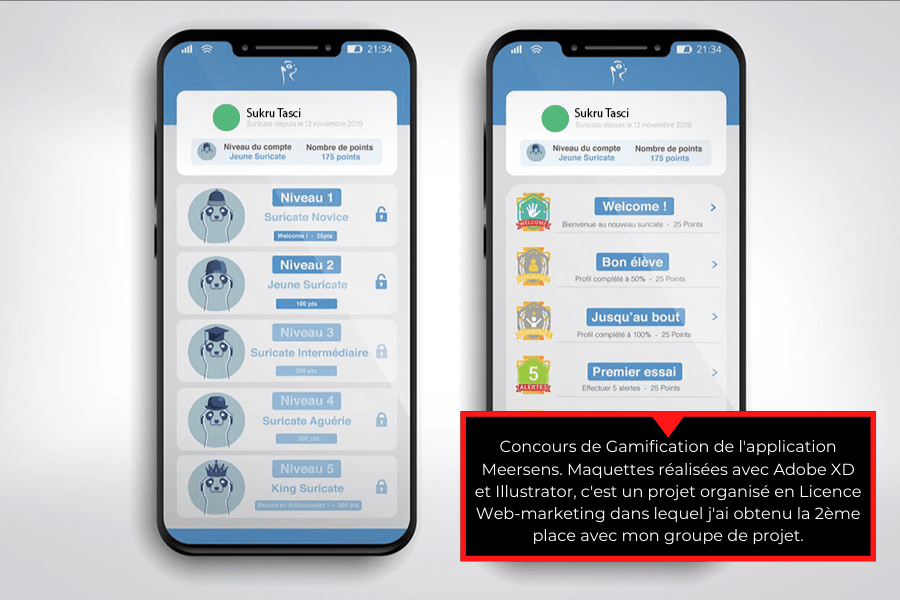 21:34
Sukru Tasci
Suricate depuis le 12 novembre 2019
Niveau du compte
Jeune Suricate
Nombre de points
175 points
Niveau 1
Suricate Novice
Welcome ! - 25pts
Niveau 2
Jeune Suricate
100 pts
Niveau 3
Suricate Intermédiaire
200 pts
Niveau 4
Suricate Aguérie
350 pts
Niveau 5
King Suricate
21:34
Sukru Tasci
Suricate depuis le 12 novembre 2019
Niveau du compte
Jeune Suricate
Nombre de points
175 points
WELCOME
Welcome !
Bienvenue au nouveau suricate - 25 Points
Bon élève
Profil complété à 50% - 25 Points
Jusqu'au bout
Profil complété à 100% - 25 Points
5
ALERTES
Premier essai
Effectuer 5 alertes - 25 Points
Concours de Gamification de l'application
Meersens. Maquettes réalisées avec Adobe XD
et Illustrator, c'est un projet organisé en Licence
Web-marketing dans lequel j'ai obtenu la 2ème
place avec mon groupe de projet.